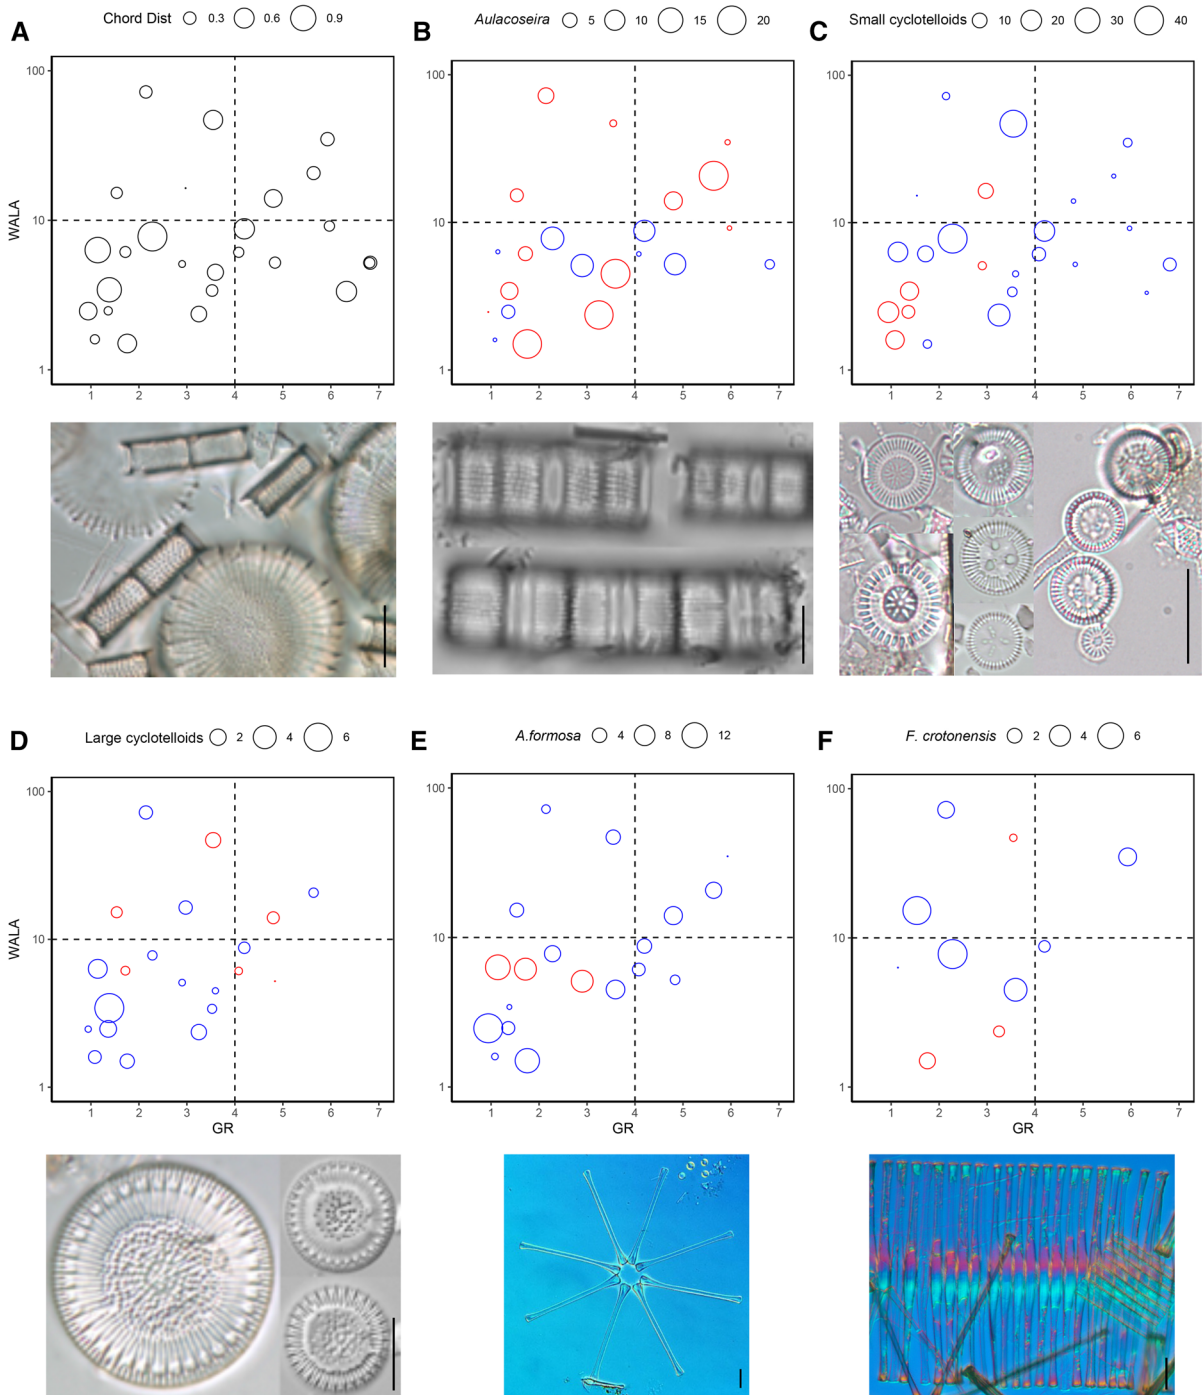 A
Chord Dist 0.3 0.6 0.9
WALA
100
10
1
1 2 3 4 5 6 7
B
Aulacoseira 5 10 15 20
100
10
1
1 2 3 4 5 6 7
C
Small cyclotelloids 10 20 30 40
100
10
1
1 2 3 4 5 6 7
D
Large cyclotelloids 2 4 6
WALA
100
10
1
1 2 3 4 5 6 7
GR
E
A.formosa 4 8 12
100
10
1
1 2 3 4 5 6 7
GR
F
F. crotonensis 2 4 6
100
10
1
1 2 3 4 5 6 7
GR